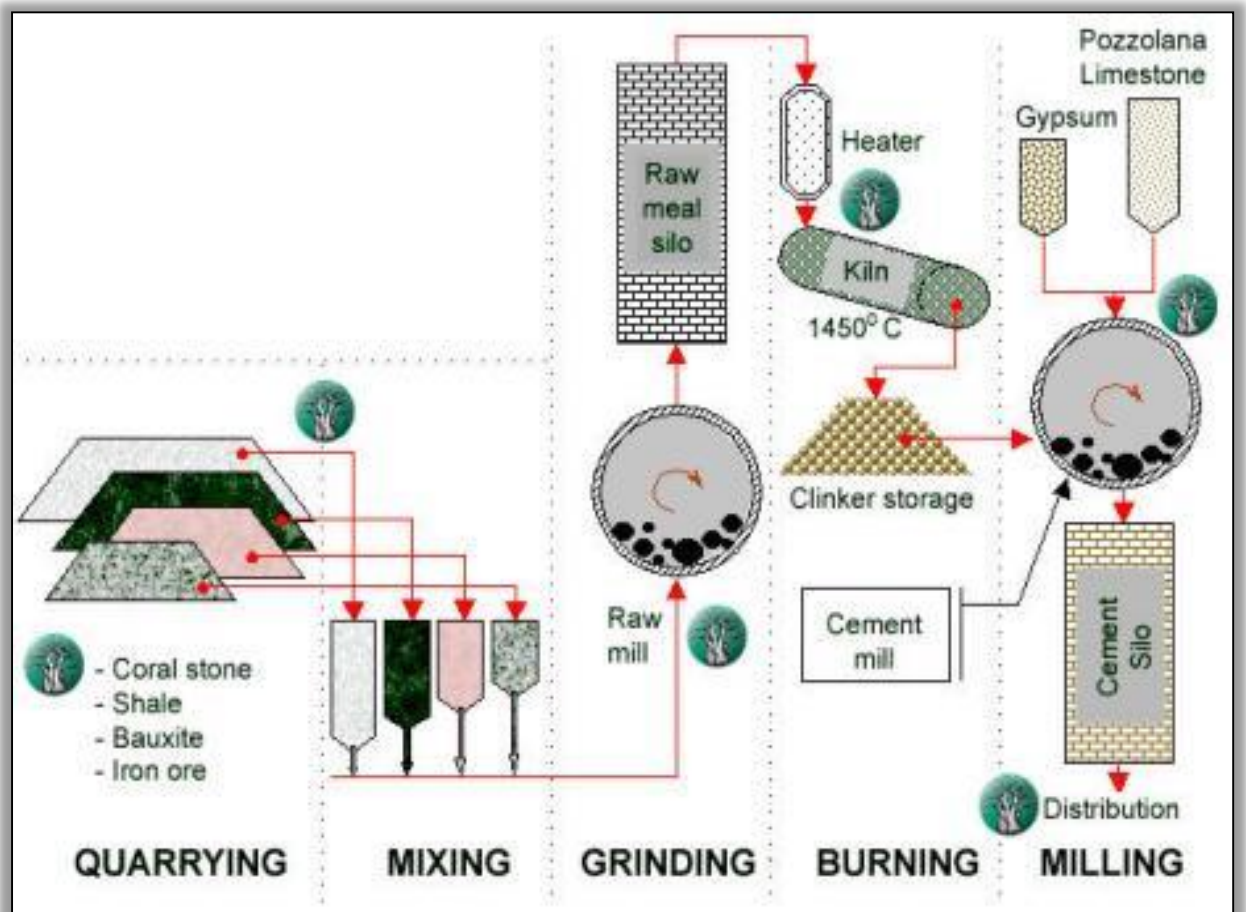 Pozzolana
Limestone
Gypsum
Heater
Raw
meal
silo
Kiln
1450⁰ C
Clinker storage
Raw
mill
Cement
mill
Cement
Silo
- Coral stone
- Shale
- Bauxite
- Iron ore
Distribution
QUARRYING
MIXING
GRINDING
BURNING
MILLING